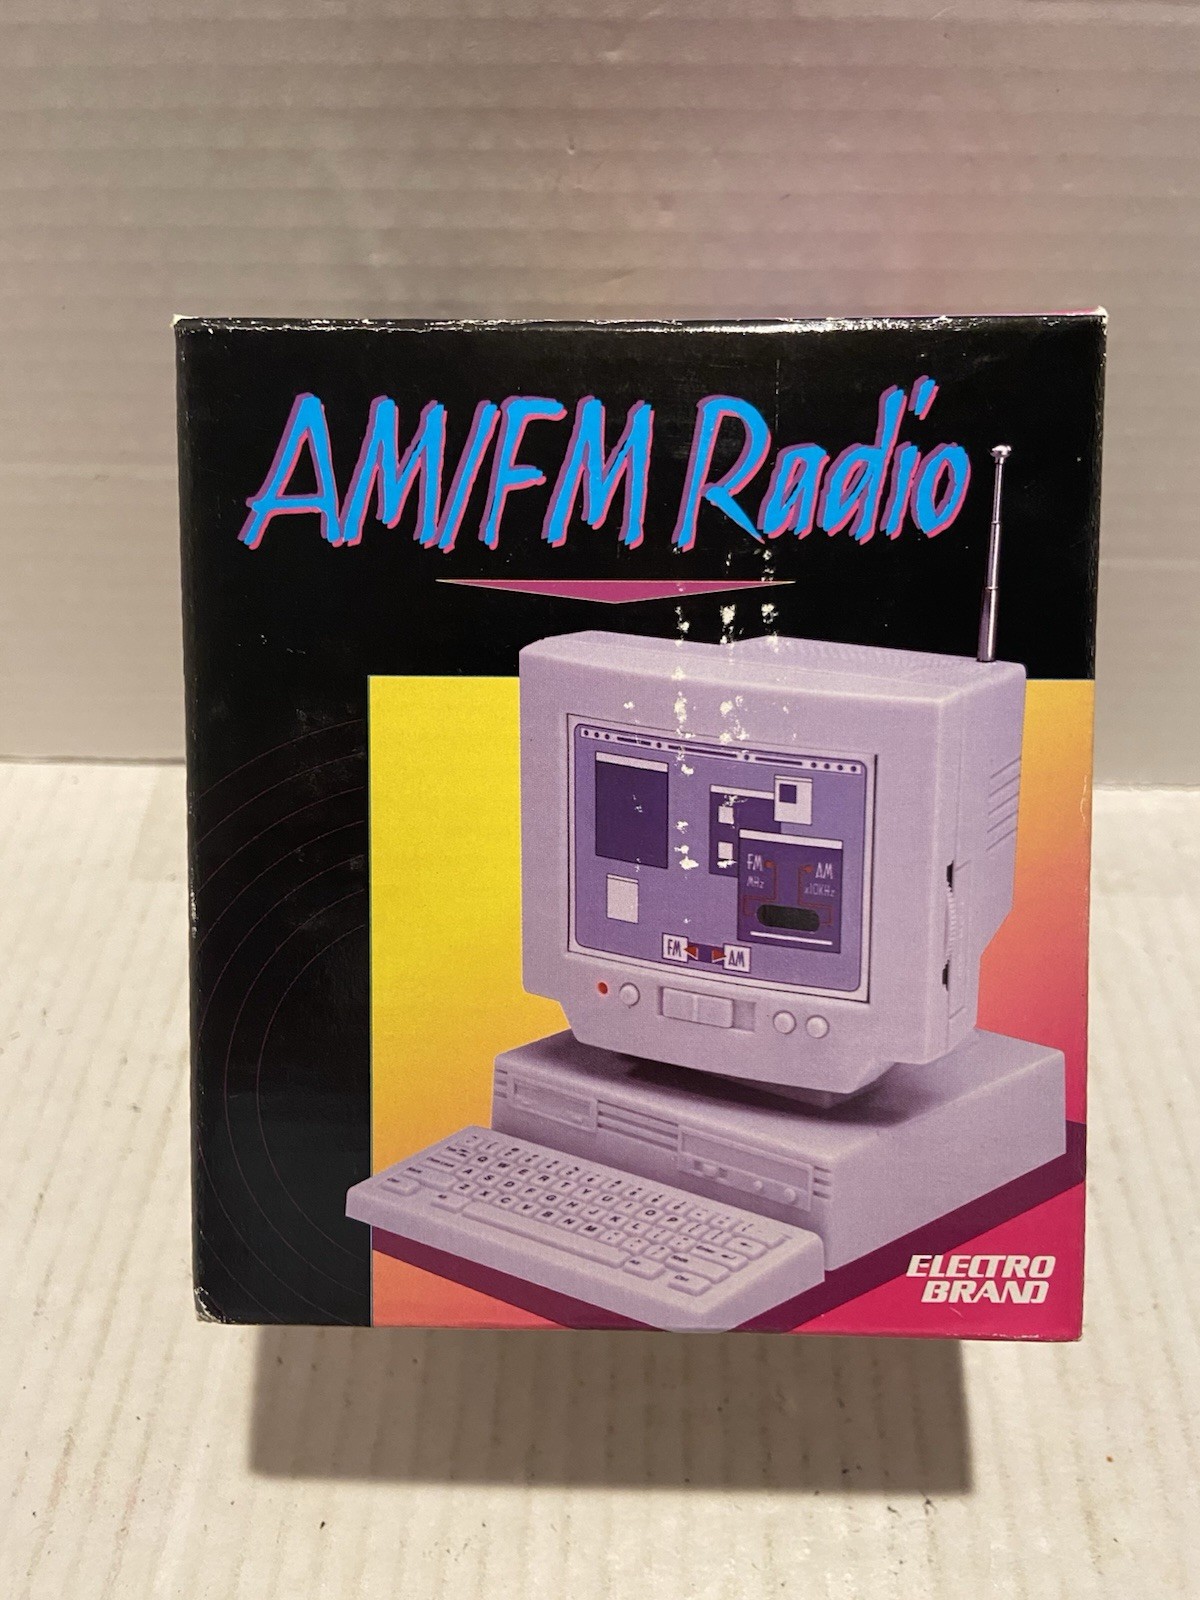 AM/FM Radio
FM AM
MHz x10KHz
FM AM
Q W E R T Y U I O P
A S D F G H J K L
Z X C V B N M
ELECTRO
BRAND